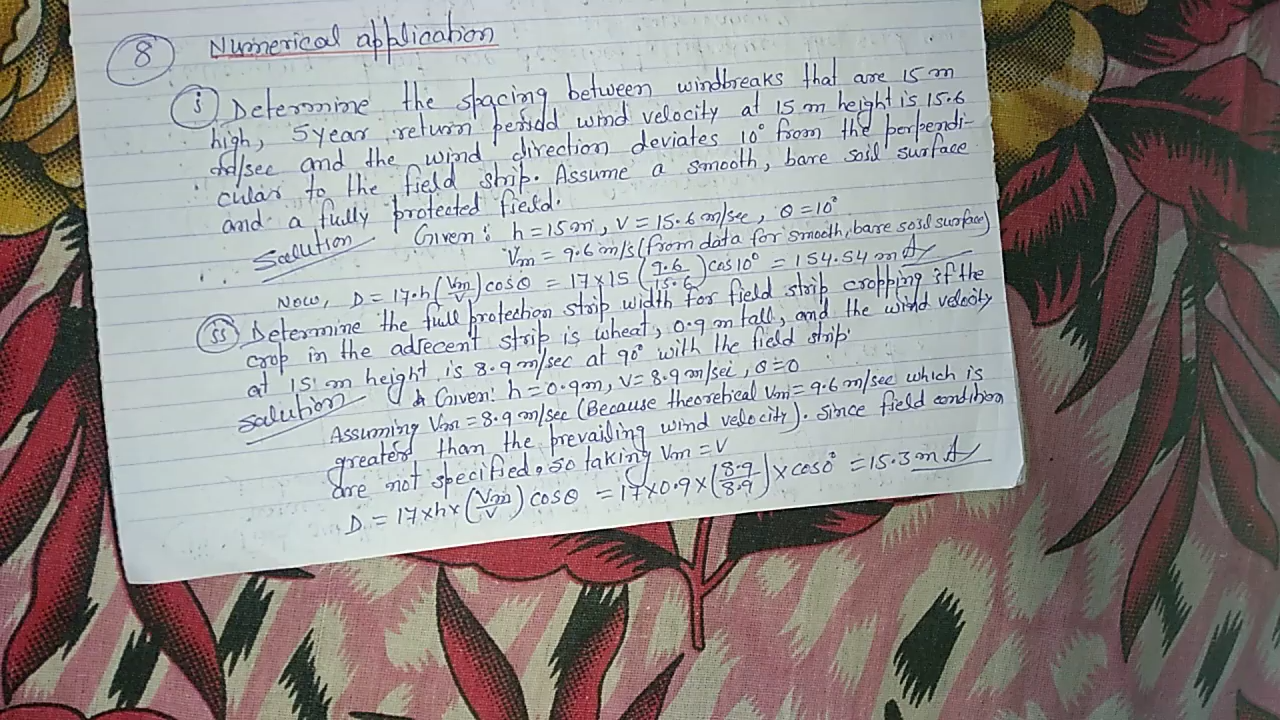 8 Numerical application
i Determine the spacing between windbreaks that are 15 m
high, 5 year return period wind velocity at 15 m height is 15.6
m/sec and the wind direction deviates 10° from the perpendi-
cular to the field strip. Assume a smooth, bare soil surface
and a fully protected field.
Solution Given: h = 15 m, V = 15.6 m/sec, θ = 10°
Vm = 9.6 m/s (from data for smooth, bare soil surface)
Now, D = 17.h (Vm/V) cosθ = 17 × 15 (9.6/15.6) cos10° = 154.54 m A
ii Determine the full protection strip width for field strip cropping if the
crop in the adjecent strip is wheat, 0.9 m tall, and the wind velocity
at 15 m height is 8.9 m/sec at 90° with the field strip.
Solution Given: h = 0.9 m, V = 8.9 m/sec, θ = 0
Assuming Vm = 8.9 m/sec (Because theoretical Vm = 9.6 m/sec which is
greater than the prevailing wind velocity). Since field condition
are not specified. So taking Vm = V
D = 17 × h × (Vm/V) cosθ = 17 × 0.9 × (8.9/8.9) × cos0° = 15.3 m A